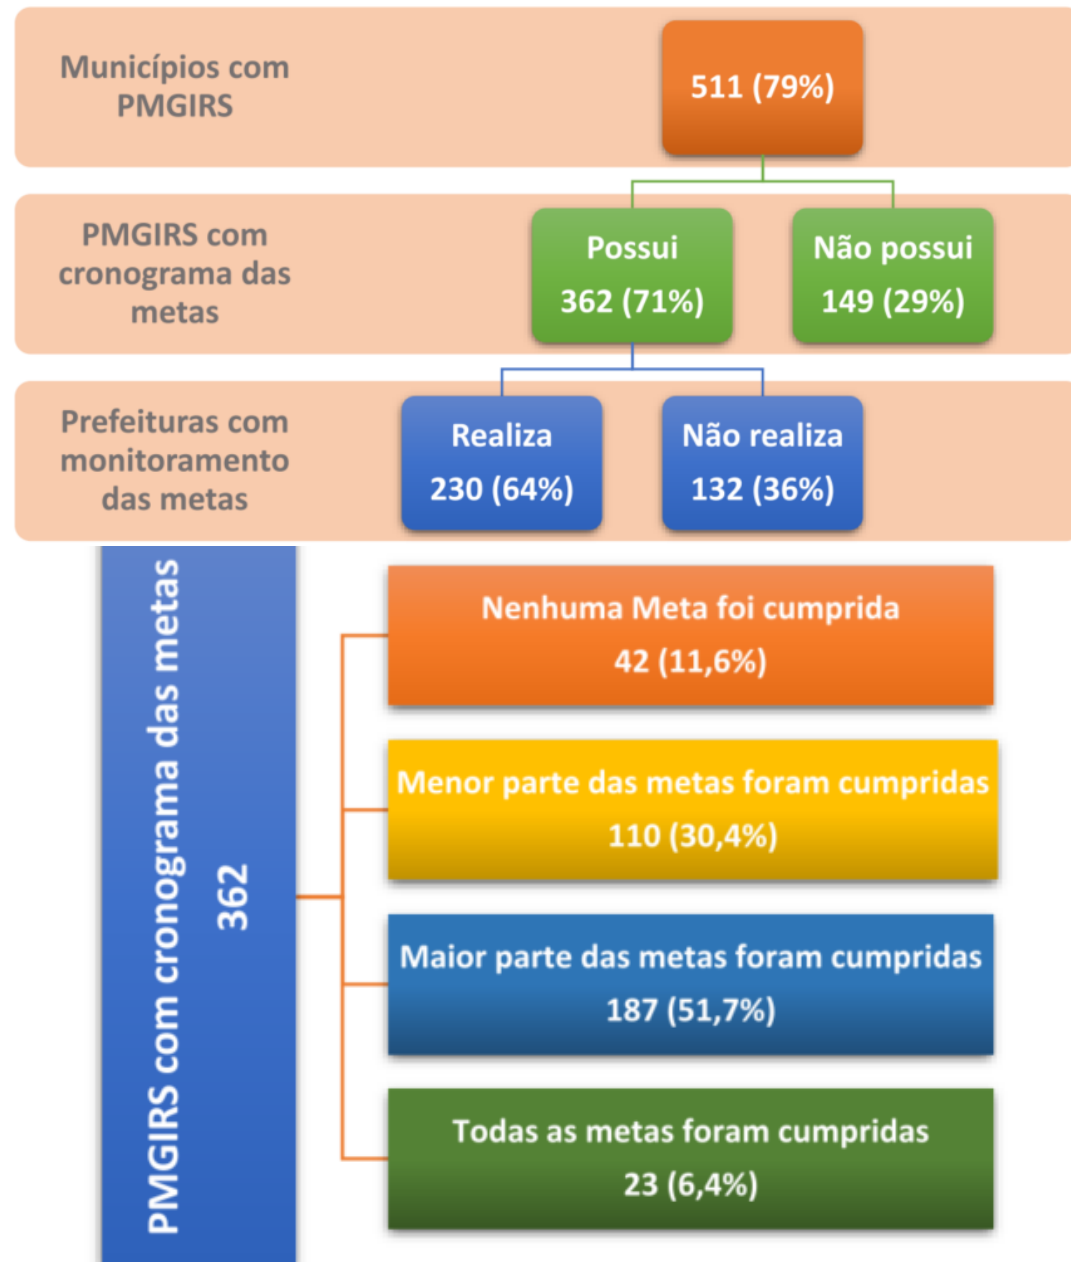 Municípios com
PMGIRS
511 (79%)
PMGIRS com
cronograma das
metas
Possui
362 (71%)
Não possui
149 (29%)
Prefeituras com
monitoramento
das metas
Realiza
230 (64%)
Não realiza
132 (36%)
PMGIRS com cronograma das metas
362
Nenhuma Meta foi cumprida
42 (11,6%)
Menor parte das metas foram cumpridas
110 (30,4%)
Maior parte das metas foram cumpridas
187 (51,7%)
Todas as metas foram cumpridas
23 (6,4%)